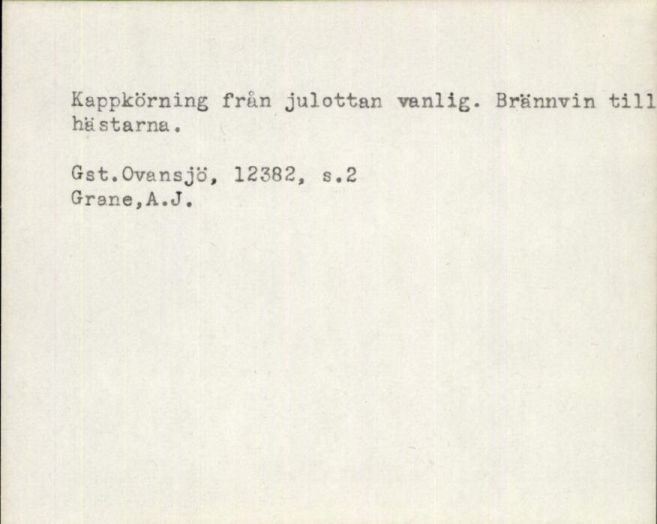 Kappkörning från julottan vanlig. Brännvin till
hästarna.
Gst.Ovansjö, 12382, s.2
Grane,A.J.